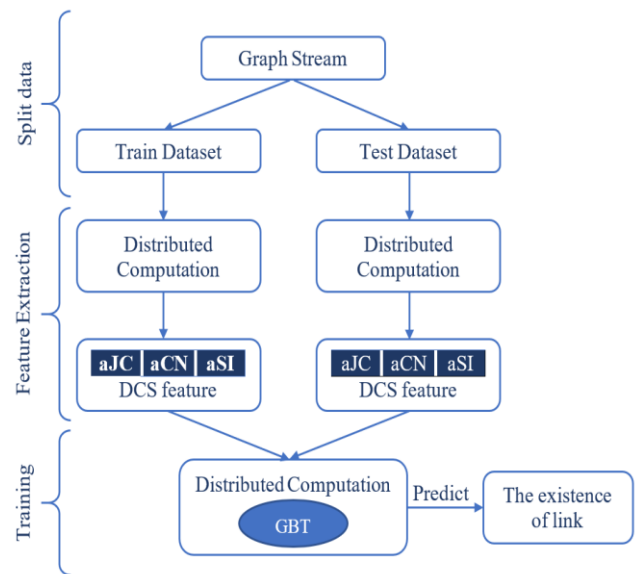 Split data
Graph Stream
Train Dataset
Test Dataset
Feature Extraction
Distributed
Computation
Distributed
Computation
aJC aCN aSI
DCS feature
aJC aCN aSI
DCS feature
Training
Distributed Computation
GBT
Predict
The existence
of link